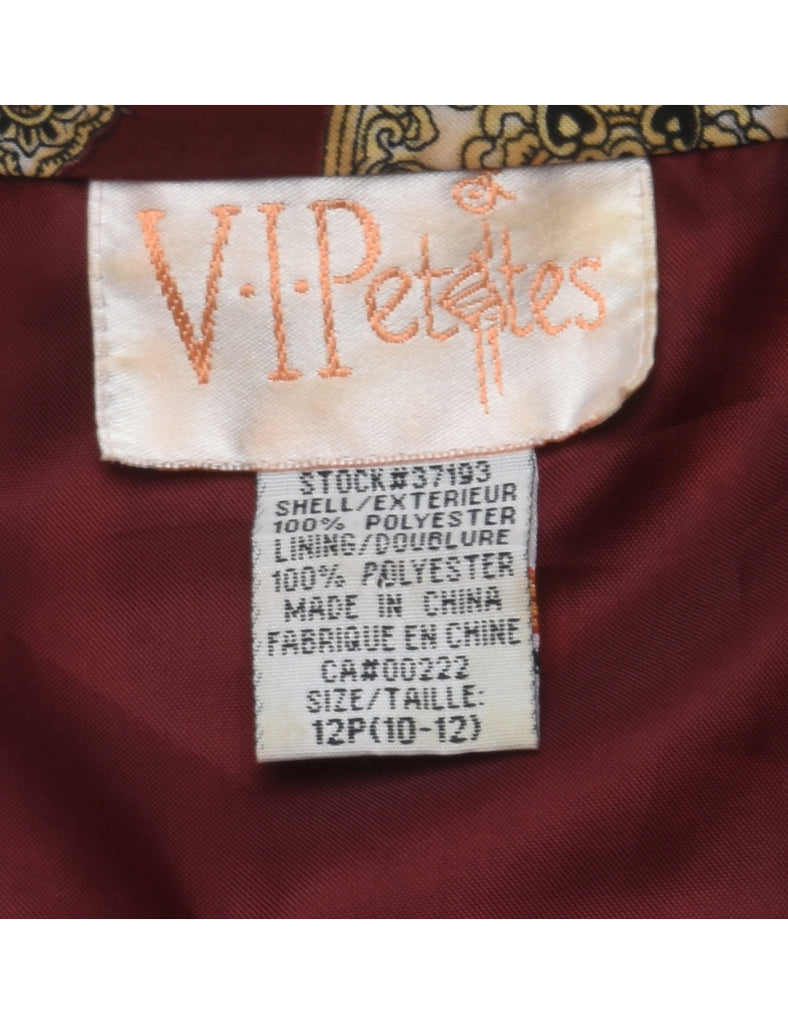 V·I·Petites
STOCK#37193
SHELL/EXTERIEUR
100% POLYESTER
LINING/DOUBLURE
100% POLYESTER
MADE IN CHINA
FABRIQUE EN CHINE
CA#00222
SIZE/TAILLE:
12P(10-12)